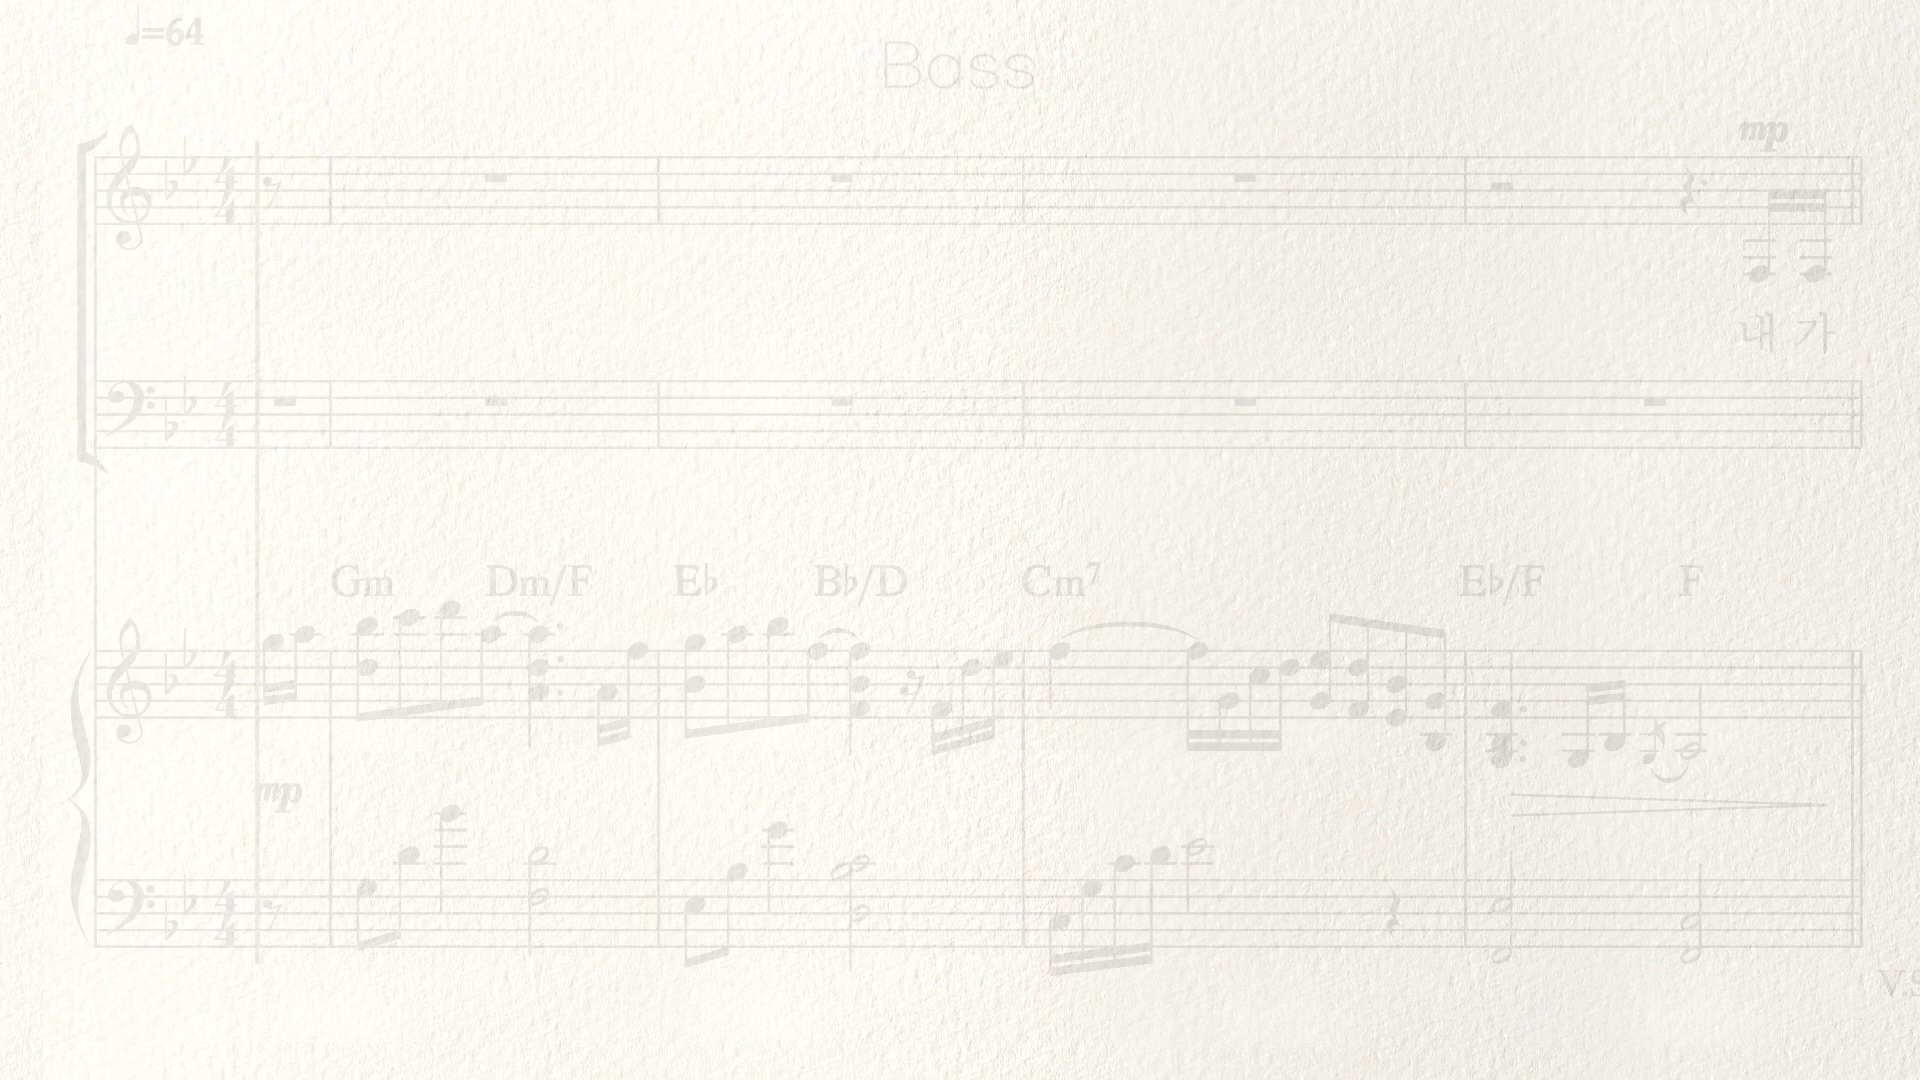 ♩=64
Bass
mp
내 가
Gm Dm/F E♭ B♭/D Cm7 E♭/F F
mp
V.S